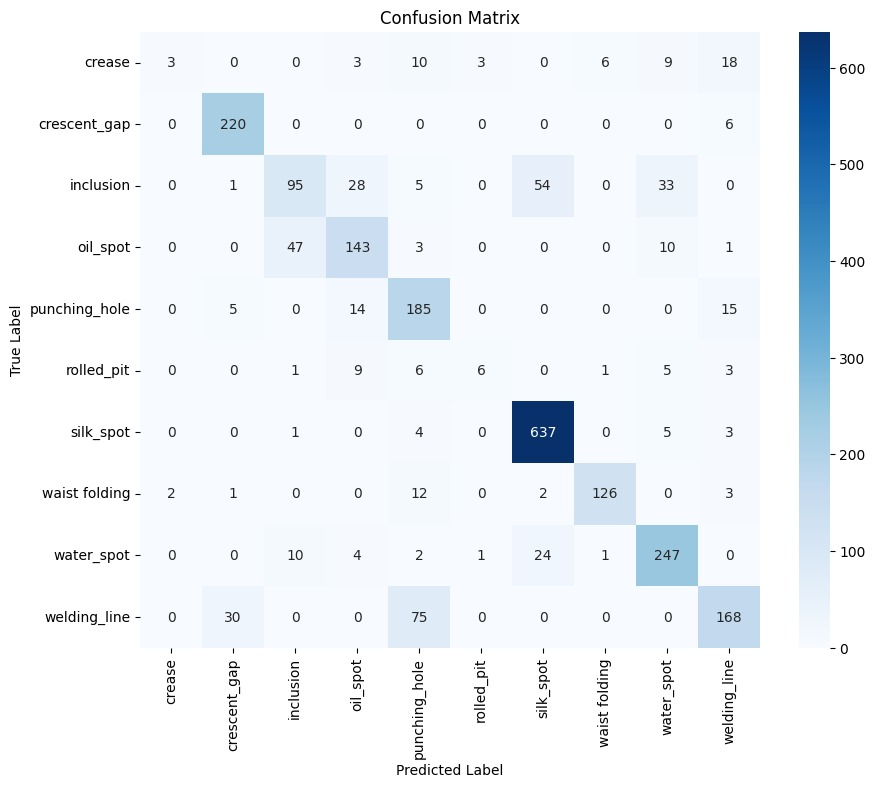 Confusion Matrix
crease 3 0 0 3 10 3 0 6 9 18
crescent_gap 0 220 0 0 0 0 0 0 0 6
inclusion 0 1 95 28 5 0 54 0 33 0
oil_spot 0 0 47 143 3 0 0 0 10 1
punching_hole 0 5 0 14 185 0 0 0 0 15
rolled_pit 0 0 1 9 6 6 0 1 5 3
silk_spot 0 0 1 0 4 0 637 0 5 3
waist folding 2 1 0 0 12 0 2 126 0 3
water_spot 0 0 10 4 2 1 24 1 247 0
welding_line 0 30 0 0 75 0 0 0 0 168
True Label
crease crescent_gap inclusion oil_spot punching_hole rolled_pit silk_spot waist folding water_spot welding_line
Predicted Label
600
500
400
300
200
100
0